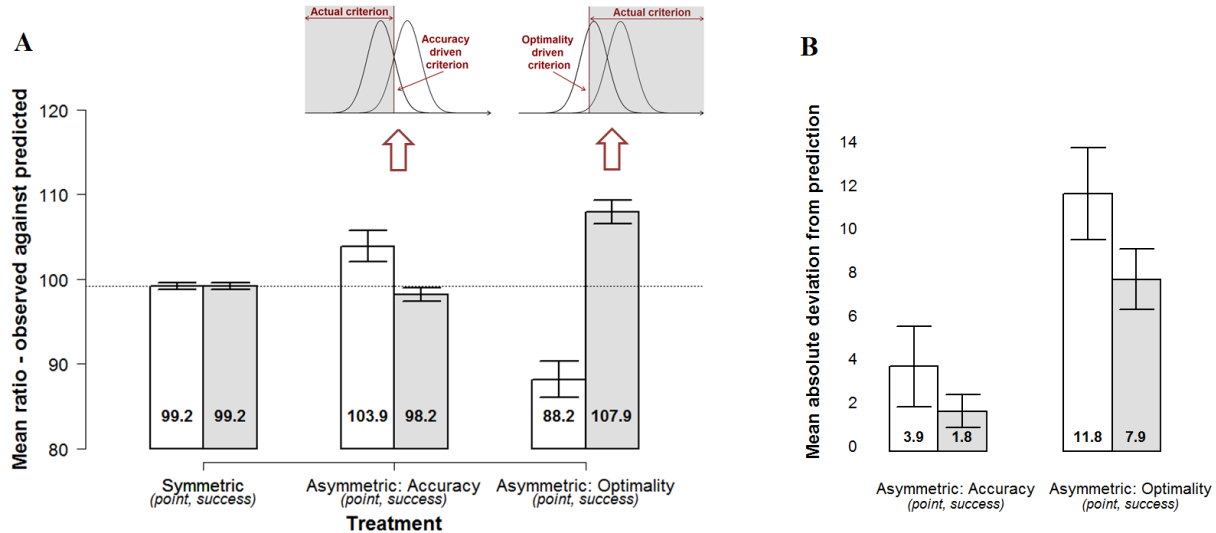 A
Mean ratio - observed against predicted
120
110
100
90
80
Actual criterion
Accuracy
driven
criterion
Actual criterion
Optimality
driven
criterion
99.2
99.2
103.9
98.2
88.2
107.9
Symmetric
(point, success)
Asymmetric: Accuracy
(point, success)
Asymmetric: Optimality
(point, success)
Treatment
B
Mean absolute deviation from prediction
14
12
10
8
6
4
2
0
3.9
1.8
11.8
7.9
Asymmetric: Accuracy
(point, success)
Asymmetric: Optimality
(point, success)